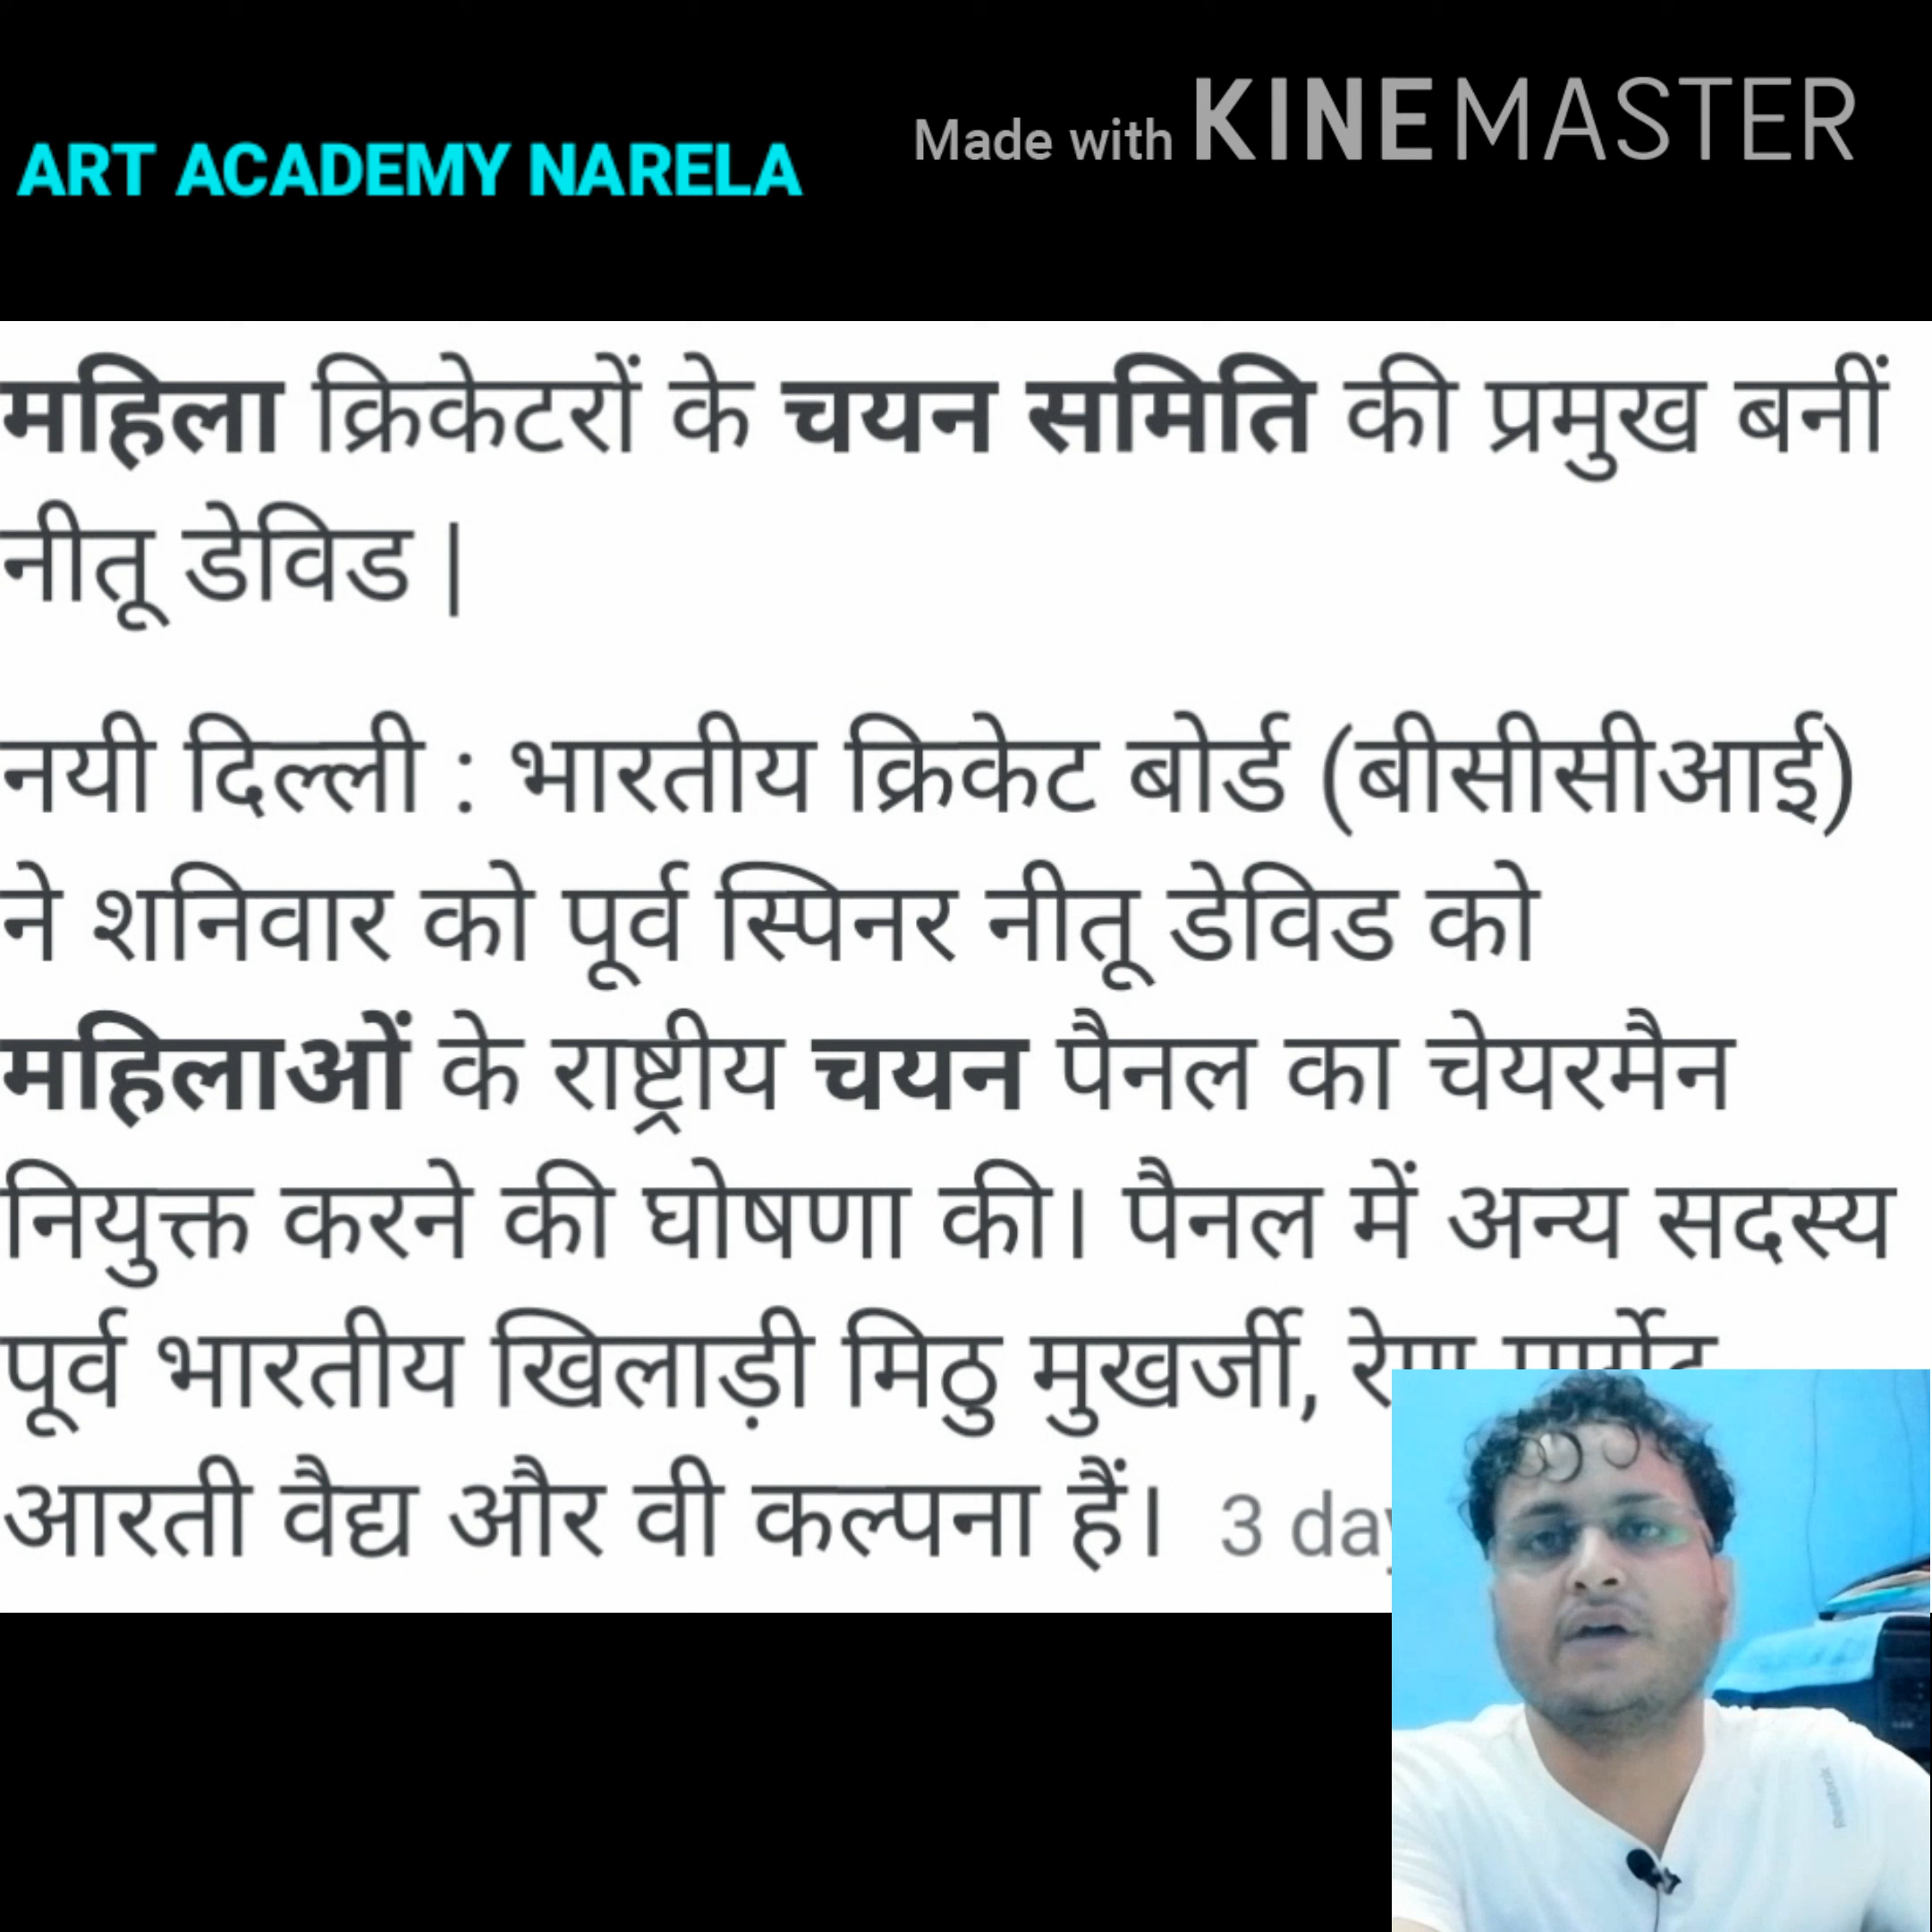 ART ACADEMY NARELA
Made with KINEMASTER
महिला क्रिकेटरों के चयन समिति की प्रमुख बनीं
नीतू डेविड |
नयी दिल्ली : भारतीय क्रिकेट बोर्ड (बीसीसीआई)
ने शनिवार को पूर्व स्पिनर नीतू डेविड को
महिलाओं के राष्ट्रीय चयन पैनल का चेयरमैन
नियुक्त करने की घोषणा की। पैनल में अन्य सदस्य
पूर्व भारतीय खिलाड़ी मिठु मुखर्जी,
आरती वैद्य और वी कल्पना हैं। 3